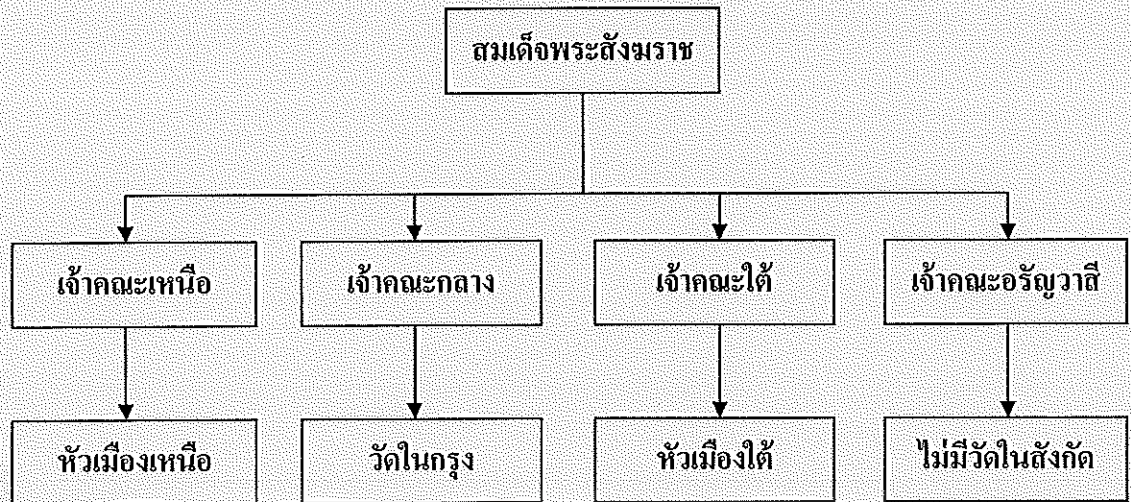 สมเด็จพระสังฆราช
เจ้าคณะเหนือ
เจ้าคณะกลาง
เจ้าคณะใต้
เจ้าคณะอรัญวาสี
หัวเมืองเหนือ
วัดในกรุง
หัวเมืองใต้
ไม่มีวัดในสังกัด